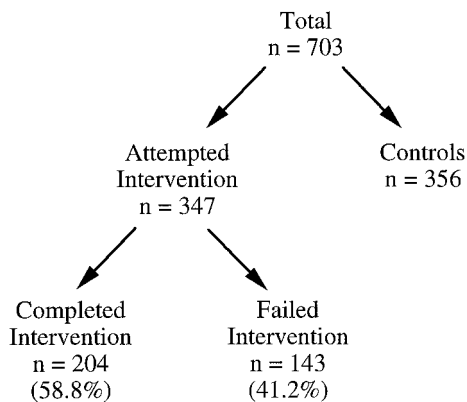 Total
n = 703
Attempted
Intervention
n = 347
Controls
n = 356
Completed
Intervention
n = 204
(58.8%)
Failed
Intervention
n = 143
(41.2%)